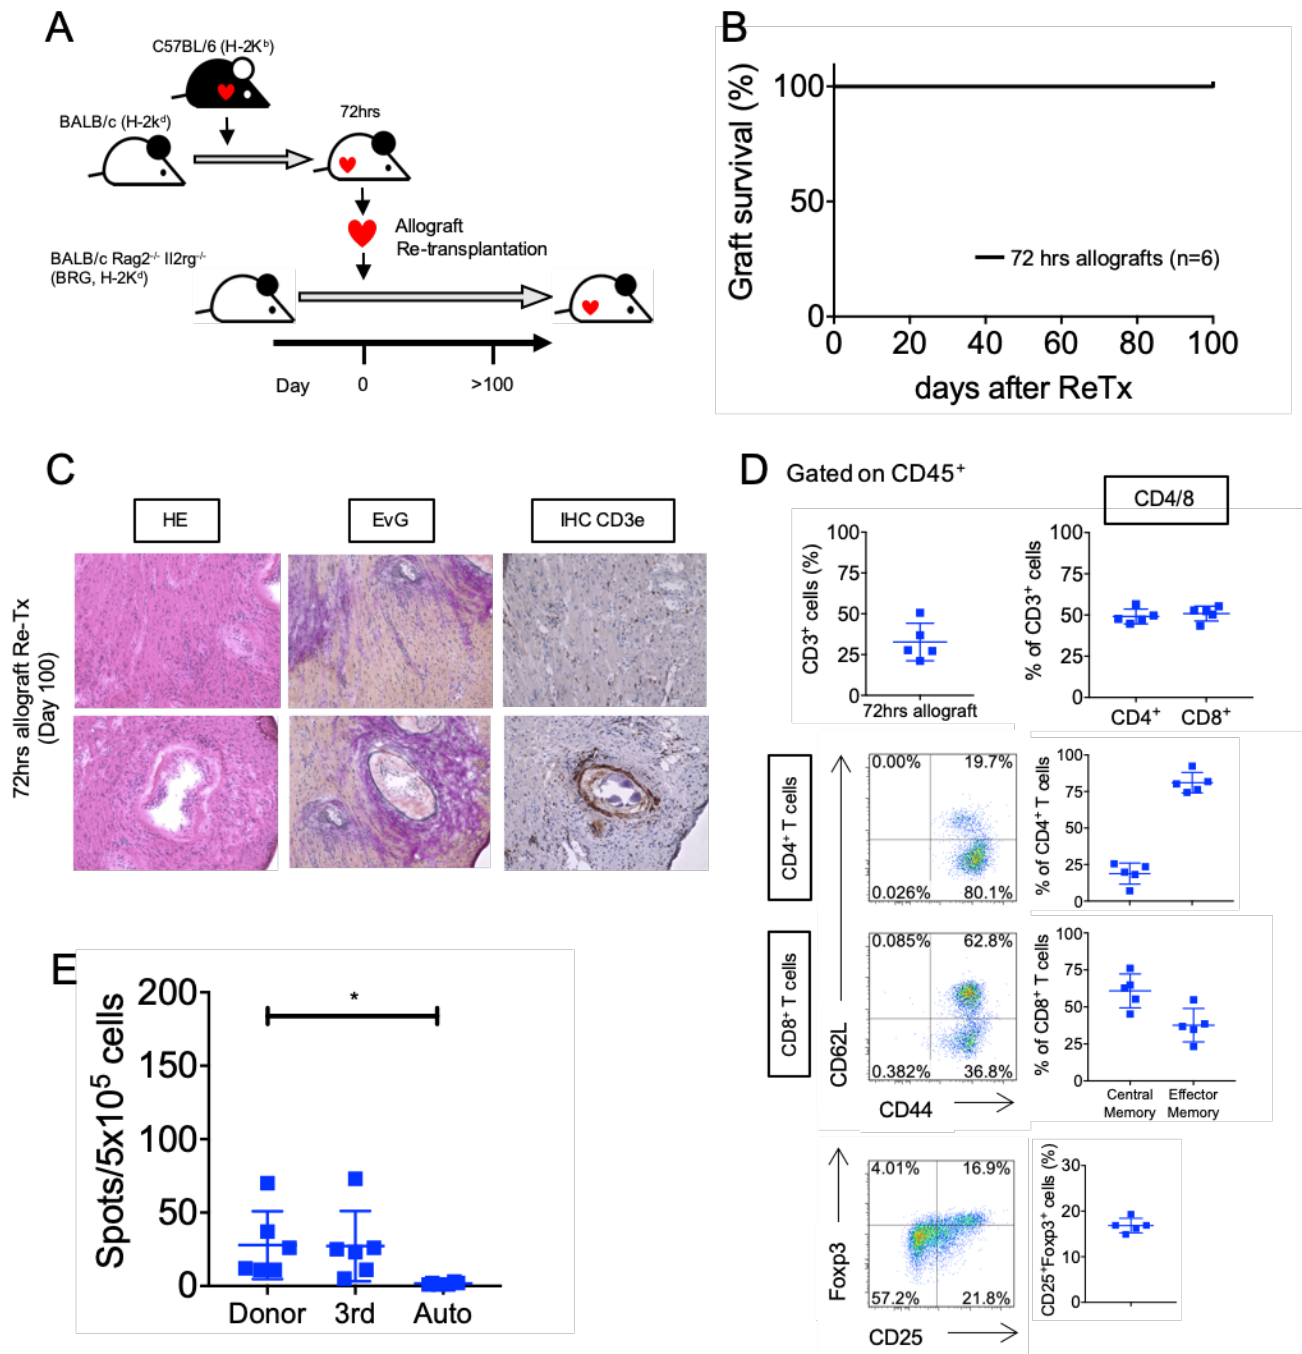 A
C57BL/6 (H-2Kᵇ)
BALB/c (H-2kᵈ)
72hrs
Allograft
Re-transplantation
BALB/c Rag2⁻/⁻ Il2rg⁻/⁻
(BRG, H-2Kᵈ)
Day
0
>100
B
Graft survival (%)
100
50
0
72 hrs allografts (n=6)
0 20 40 60 80 100
days after ReTx
C
HE
EvG
IHC CD3e
72hrs allograft Re-Tx
(Day 100)
D
Gated on CD45⁺
CD3⁺ cells (%)
100
75
50
25
0
72hrs allograft
CD4/8
% of CD3⁺ cells
100
75
50
25
0
CD4⁺ CD8⁺
CD4⁺ T cells
0.00% 19.7%
0.026% 80.1%
% of CD4⁺ T cells
100
75
50
25
0
CD8⁺ T cells
0.085% 62.8%
0.382% 36.8%
CD62L
CD44
% of CD8⁺ T cells
100
75
50
25
0
Central Effector
Memory Memory
Foxp3
4.01% 16.9%
57.2% 21.8%
CD25
CD25⁺Foxp3⁺ cells (%)
30
20
10
0
E
Spots/5x10⁵ cells
200
150
100
50
0
*
Donor 3rd Auto